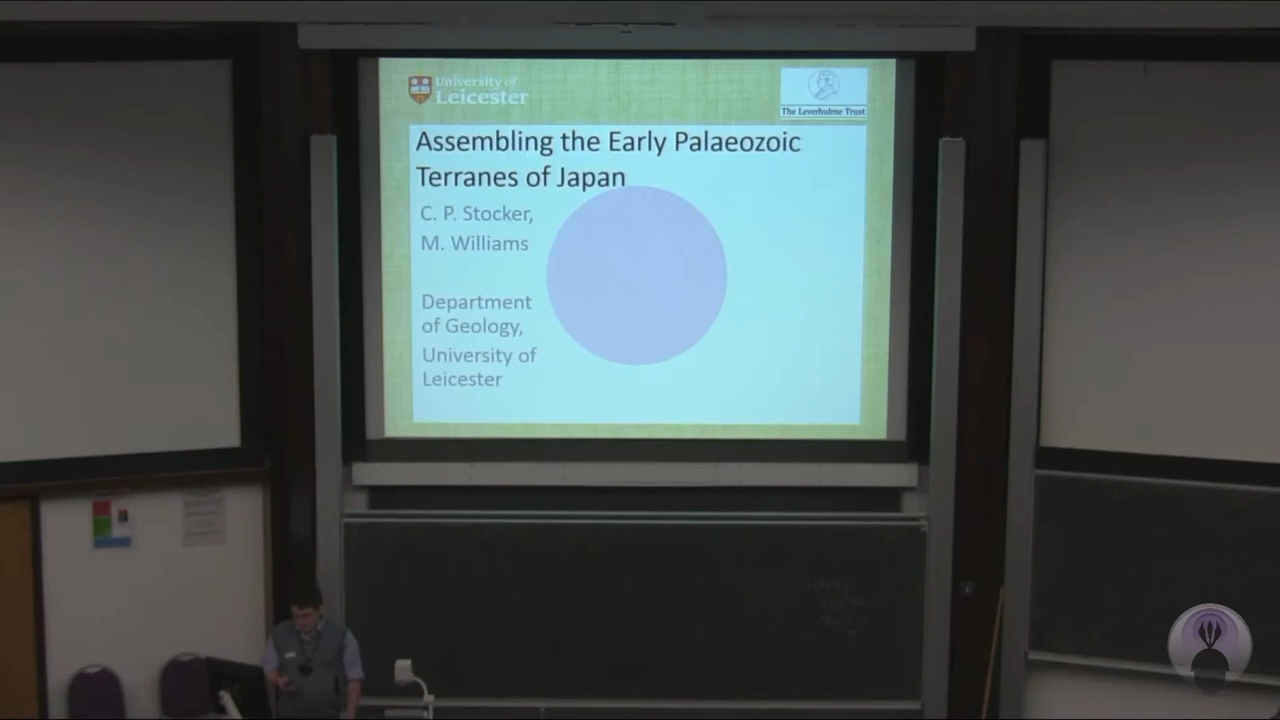 University of
Leicester
The Leverhulme Trust
Assembling the Early Palaeozoic
Terranes of Japan
C. P. Stocker,
M. Williams
Department
of Geology,
University of
Leicester